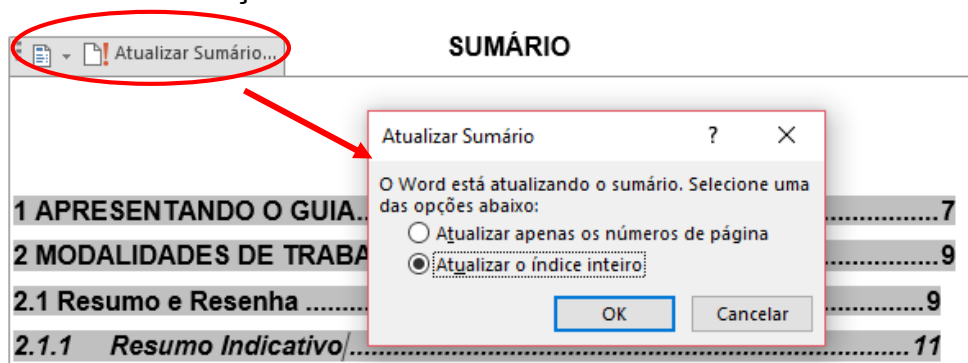 Atualizar Sumário...
SUMÁRIO
Atualizar Sumário ? X
O Word está atualizando o sumário. Selecione uma
das opções abaixo:
Atualizar apenas os números de página
Atualizar o índice inteiro
OK Cancelar
1 APRESENTANDO O GUIA..................7
2 MODALIDADES DE TRABA..................9
2.1 Resumo e Resenha ..................9
2.1.1 Resumo Indicativo..................11